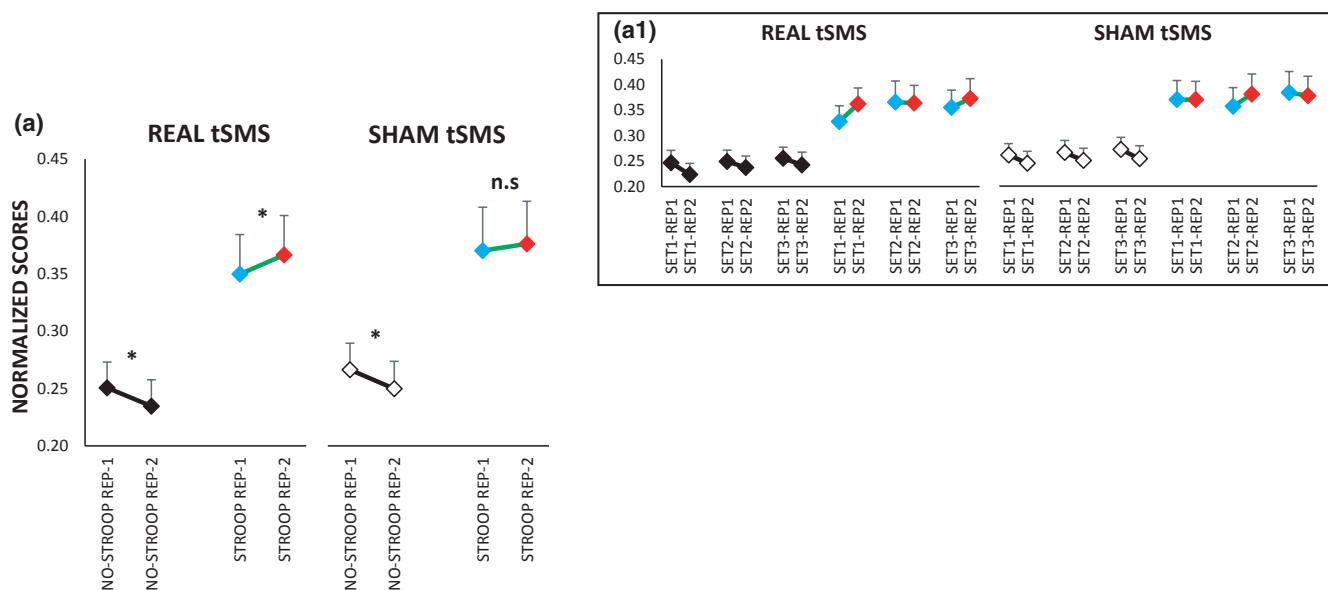 (a)
REAL tSMS
SHAM tSMS
NORMALIZED SCORES
0.45
0.40
0.35
0.30
0.25
0.20
*
*
*
n.s
NO-STROOP REP-1
NO-STROOP REP-2
STROOP REP-1
STROOP REP-2
NO-STROOP REP-1
NO-STROOP REP-2
STROOP REP-1
STROOP REP-2
(a1)
REAL tSMS
SHAM tSMS
0.45
0.40
0.35
0.30
0.25
0.20
SET1-REP1
SET1-REP2
SET2-REP1
SET2-REP2
SET3-REP1
SET3-REP2
SET1-REP1
SET1-REP2
SET2-REP1
SET2-REP2
SET3-REP1
SET3-REP2
SET1-REP1
SET1-REP2
SET2-REP1
SET2-REP2
SET3-REP1
SET3-REP2
SET1-REP1
SET1-REP2
SET2-REP1
SET2-REP2
SET3-REP1
SET3-REP2